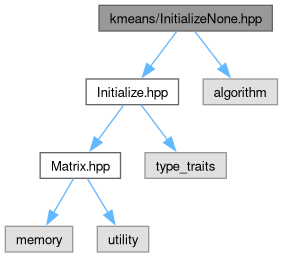 kmeans/InitializeNone.hpp
Initialize.hpp
algorithm
Matrix.hpp
type_traits
memory
utility